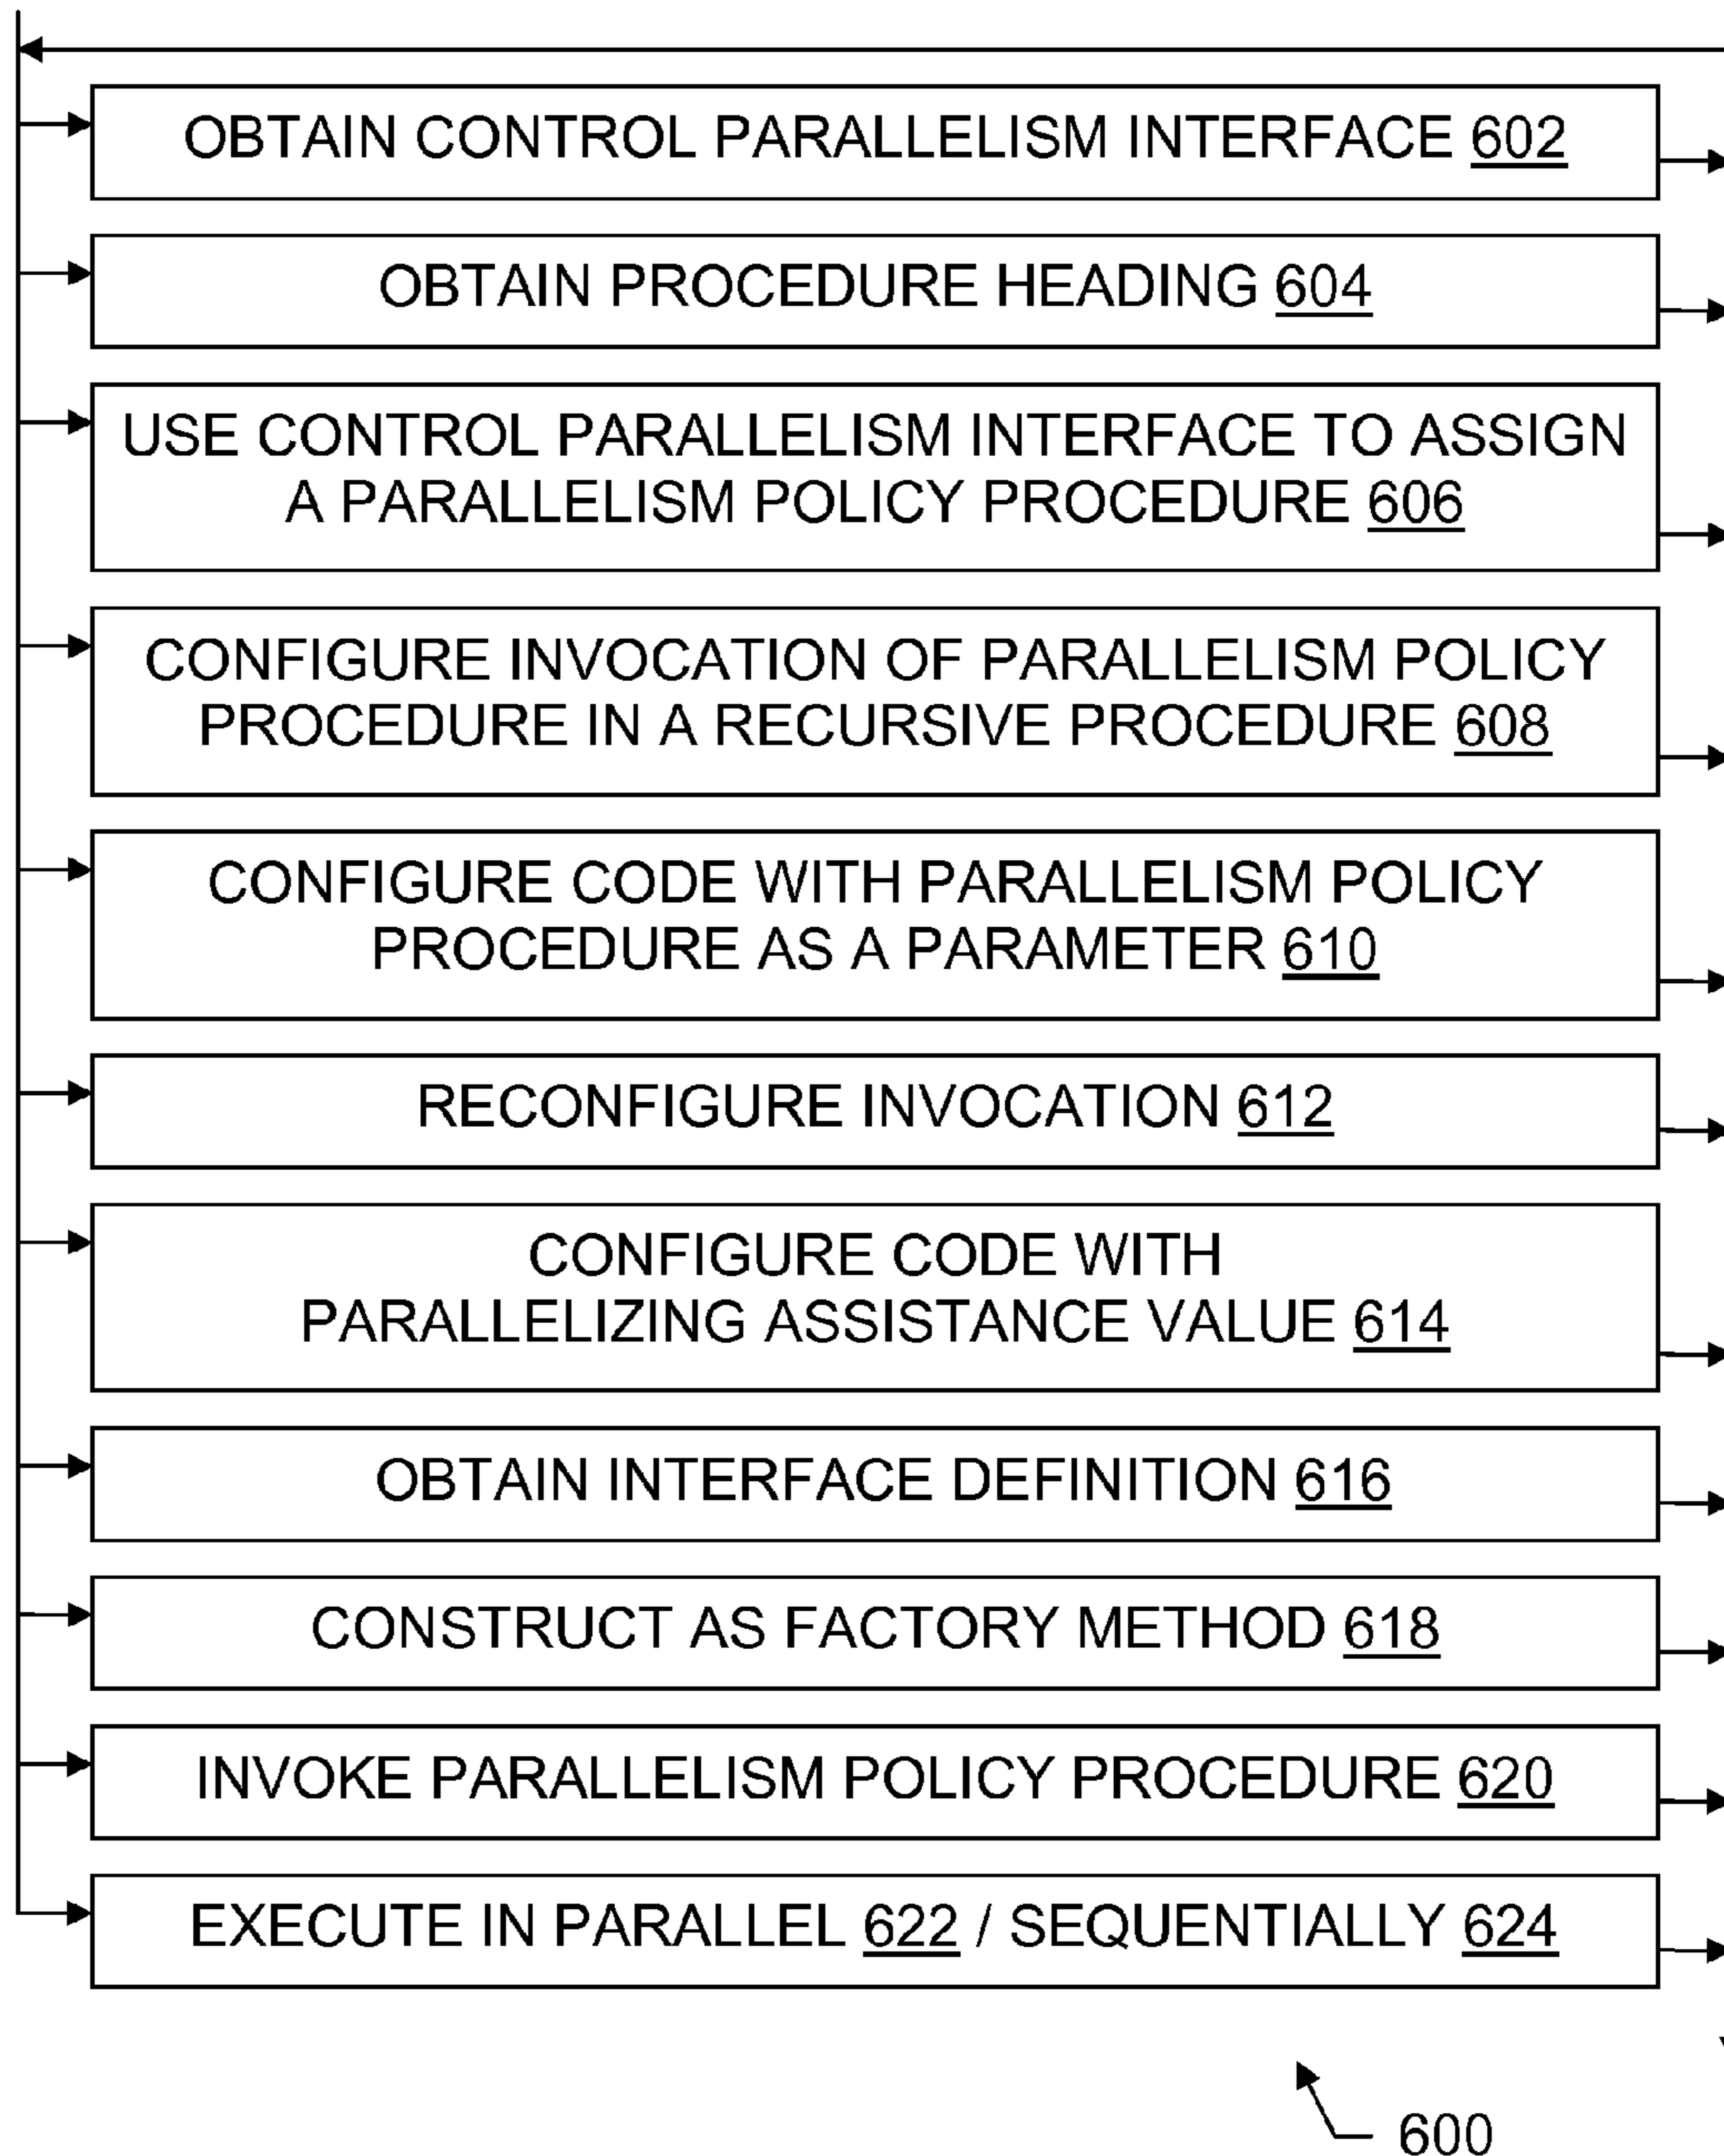 OBTAIN CONTROL PARALLELISM INTERFACE 602
OBTAIN PROCEDURE HEADING 604
USE CONTROL PARALLELISM INTERFACE TO ASSIGN
A PARALLELISM POLICY PROCEDURE 606
CONFIGURE INVOCATION OF PARALLELISM POLICY
PROCEDURE IN A RECURSIVE PROCEDURE 608
CONFIGURE CODE WITH PARALLELISM POLICY
PROCEDURE AS A PARAMETER 610
RECONFIGURE INVOCATION 612
CONFIGURE CODE WITH
PARALLELIZING ASSISTANCE VALUE 614
OBTAIN INTERFACE DEFINITION 616
CONSTRUCT AS FACTORY METHOD 618
INVOKE PARALLELISM POLICY PROCEDURE 620
EXECUTE IN PARALLEL 622 / SEQUENTIALLY 624
600